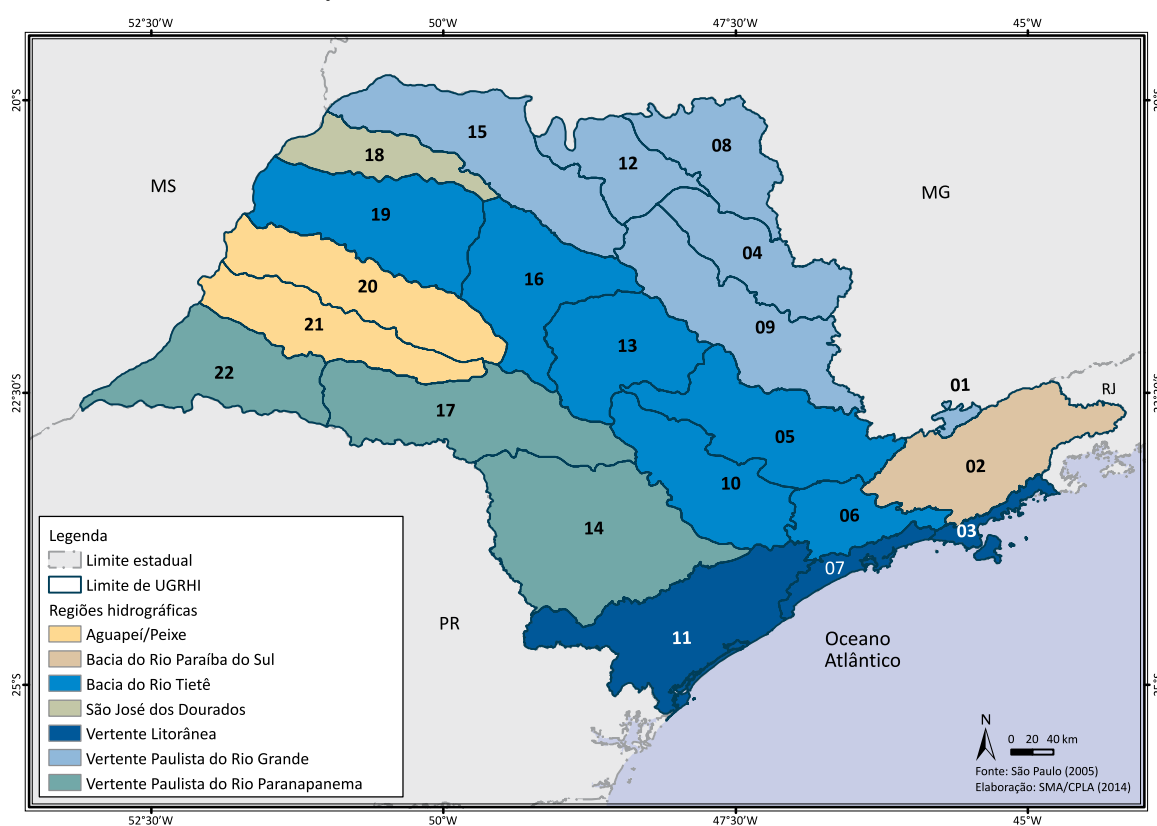 52°30'W 50°W 47°30'W 45°W
20°S
15
08
12
18
MS
MG
19
04
16
20
21
09
13
22
22°30'S
01
RJ
17
05
02
10
06
14
03
07
11
PR
Oceano
Atlântico
25°S
Legenda
Limite estadual
Limite de UGRHI
Regiões hidrográficas
Aguapeí/Peixe
Bacia do Rio Paraíba do Sul
Bacia do Rio Tietê
São José dos Dourados
Vertente Litorânea
Vertente Paulista do Rio Grande
Vertente Paulista do Rio Paranapanema
N
0 20 40 km
Fonte: São Paulo (2005)
Elaboração: SMA/CPLA (2014)
52°30'W 50°W 47°30'W 45°W